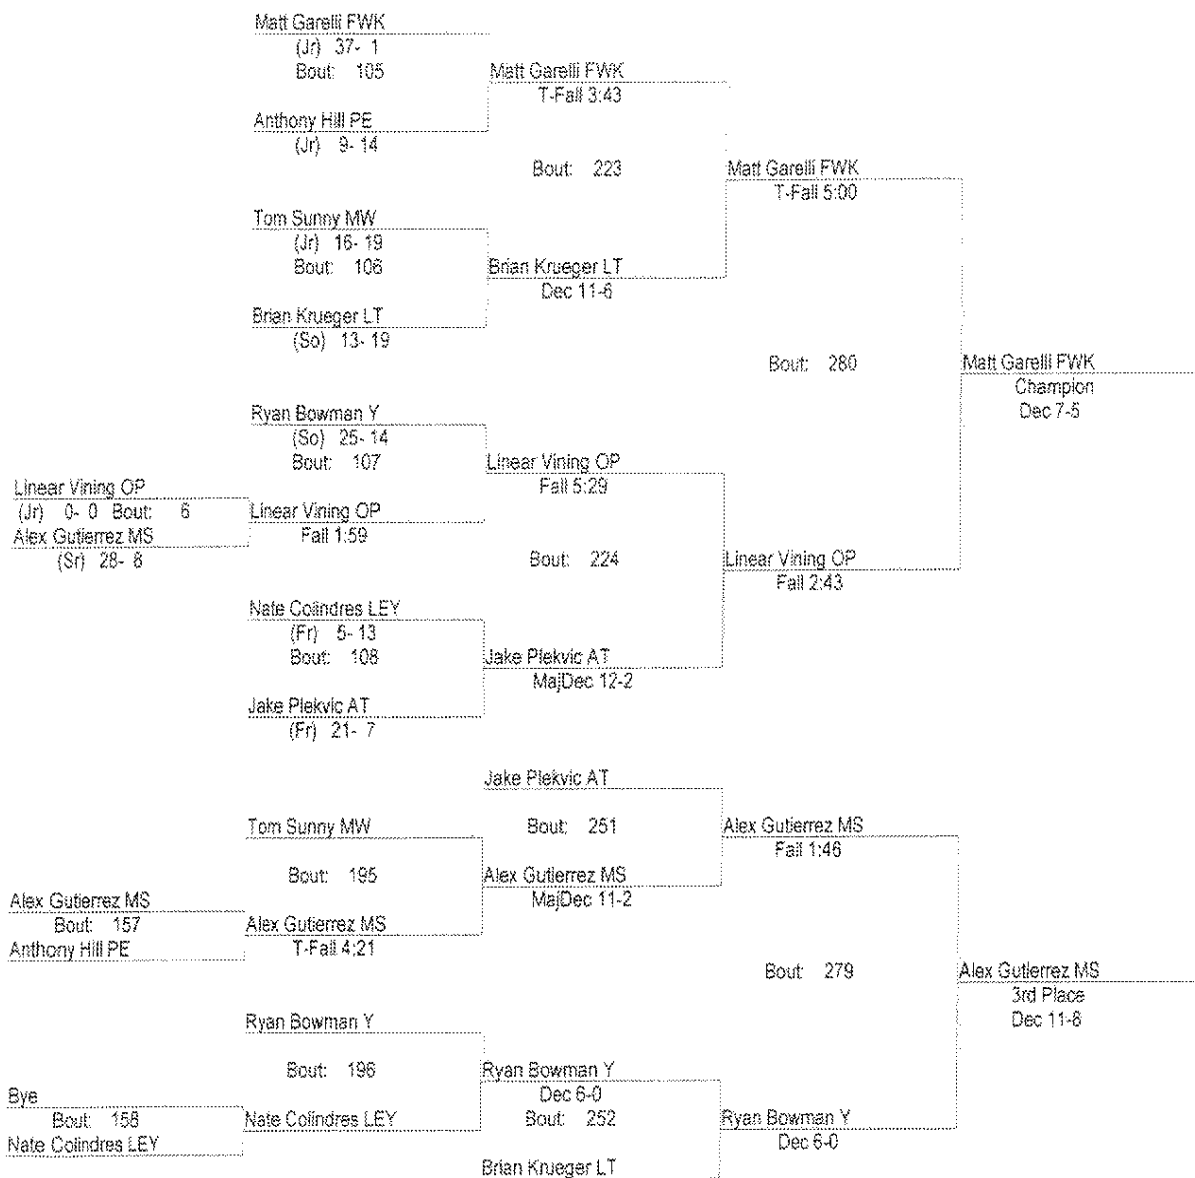 Matt Garelli FWK
(Jr) 37- 1
Bout: 105
Matt Garelli FWK
T-Fall 3:43
Anthony Hill PE
(Jr) 9- 14
Bout: 223
Matt Garelli FWK
T-Fall 5:00
Tom Sunny MW
(Jr) 16- 19
Bout: 106
Brian Krueger LT
Dec 11-6
Brian Krueger LT
(So) 13- 19
Bout: 280
Matt Garelli FWK
Champion
Dec 7-5
Ryan Bowman Y
(So) 25- 14
Bout: 107
Linear Vining OP
Fall 5:29
Linear Vining OP
(Jr) 0- 0 Bout: 6
Alex Gutierrez MS
(Sr) 28- 6
Linear Vining OP
Fall 1:59
Bout: 224
Linear Vining OP
Fall 2:43
Nate Colindres LEY
(Fr) 5- 13
Bout: 108
Jake Plekvic AT
MajDec 12-2
Jake Plekvic AT
(Fr) 21- 7
Jake Plekvic AT
Bout: 251
Alex Gutierrez MS
Fall 1:46
Tom Sunny MW
Bout: 195
Alex Gutierrez MS
MajDec 11-2
Alex Gutierrez MS
Bout: 157
Anthony Hill PE
Alex Gutierrez MS
T-Fall 4:21
Bout: 279
Alex Gutierrez MS
3rd Place
Dec 11-8
Ryan Bowman Y
Bout: 196
Ryan Bowman Y
Dec 6-0
Bout: 252
Bye
Bout: 158
Nate Colindres LEY
Nate Colindres LEY
Ryan Bowman Y
Dec 6-0
Brian Krueger LT